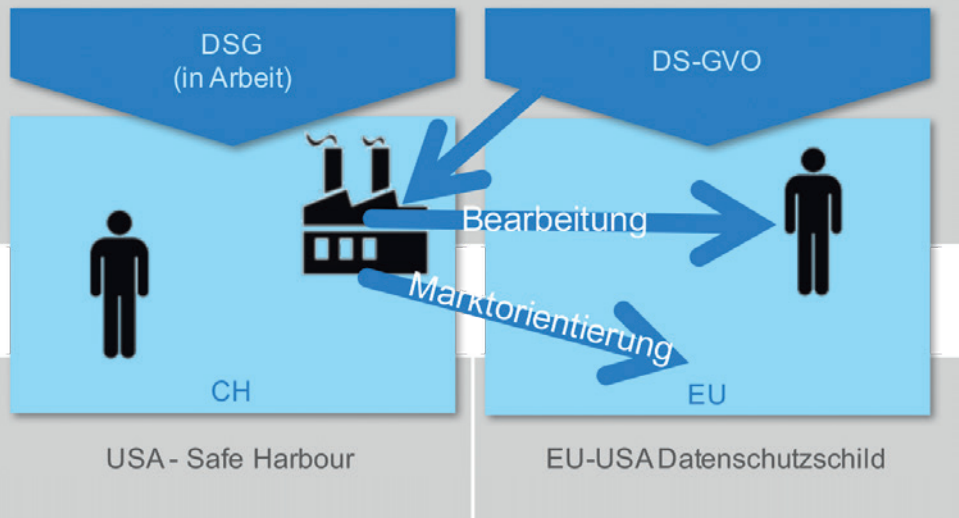 DSG
(in Arbeit)
DS-GVO
Bearbeitung
Marktorientierung
CH
EU
USA - Safe Harbour
EU-USA Datenschutzschild